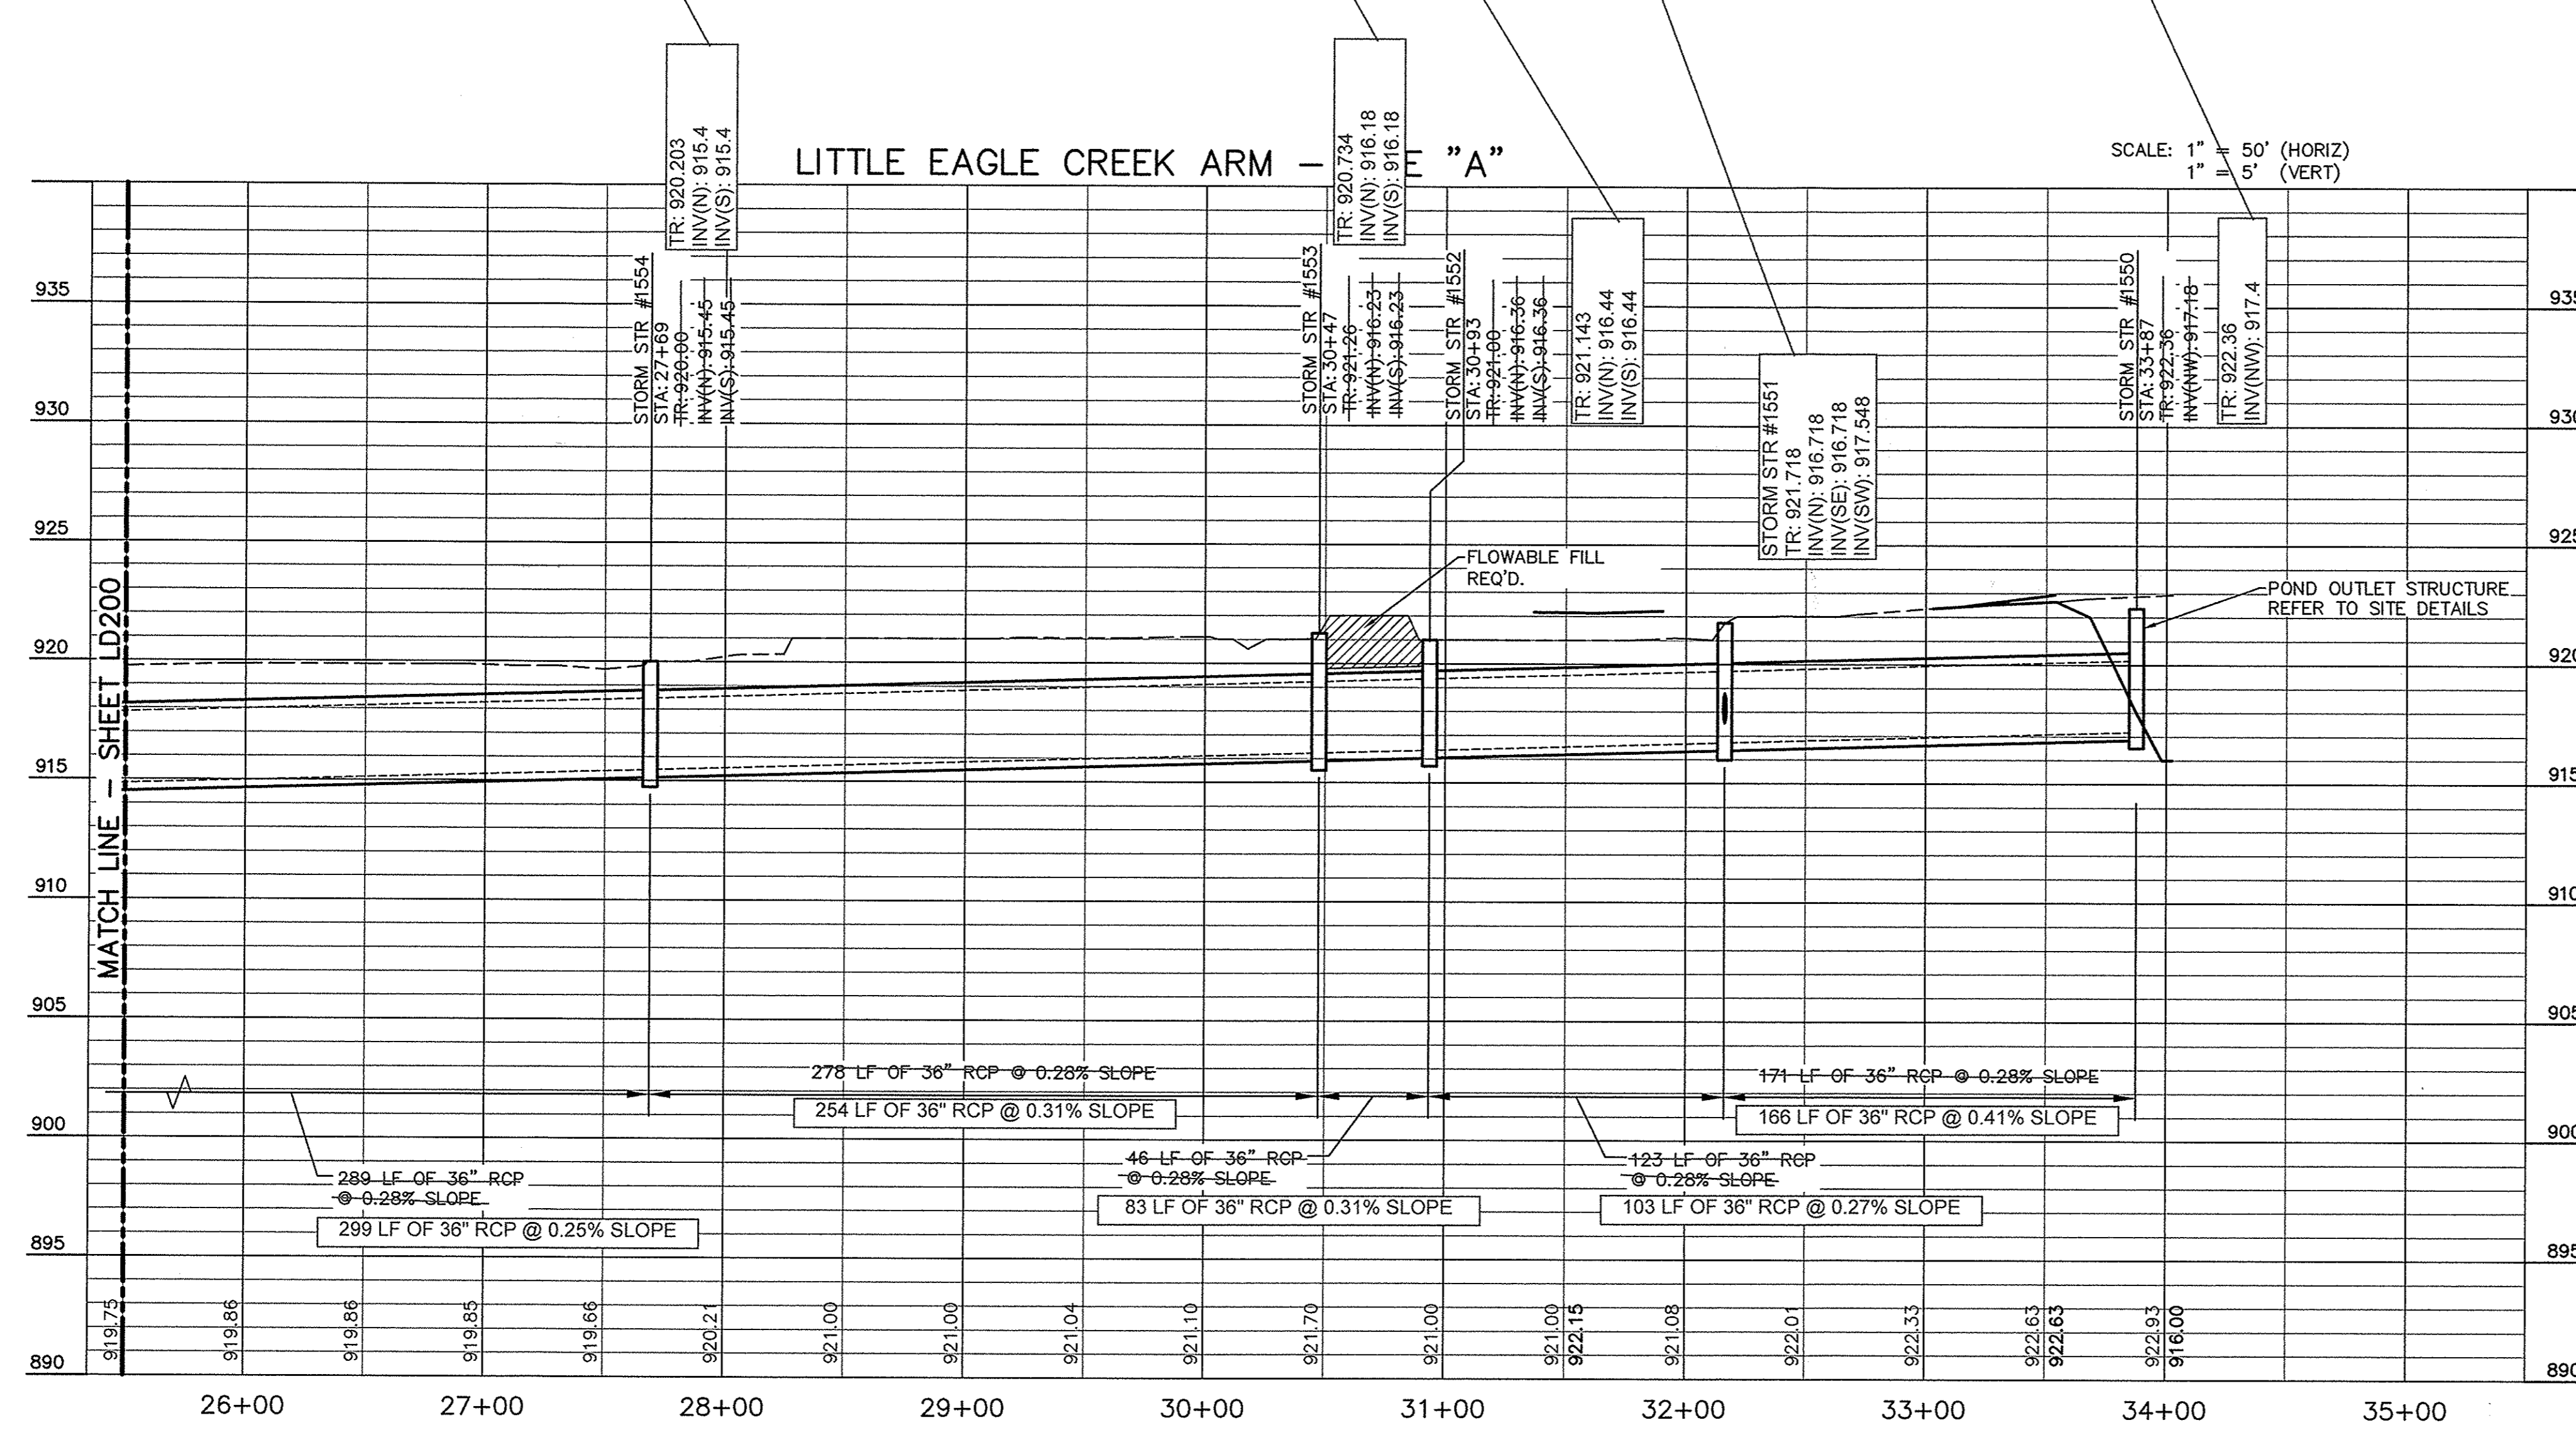 LITTLE EAGLE CREEK ARM – E "A"
SCALE: 1" = 50' (HORIZ)
1" = 5' (VERT)
TR: 920.203
INV(N): 915.4
INV(S): 915.4
STORM STR #1554
STA: 27+69
TR: 920.00
INV(N): 915.45
INV(S): 915.45
TR: 920.734
INV(N): 916.18
INV(S): 916.18
STORM STR #1553
STA: 30+47
TR: 921.26
INV(N): 916.23
INV(S): 916.23
STORM STR #1552
STA: 30+93
TR: 921.00
INV(N): 916.36
INV(S): 916.36
TR: 921.143
INV(N): 916.44
INV(S): 916.44
STORM STR #1551
TR: 921.718
INV(N): 916.718
INV(SE): 916.718
INV(SW): 917.548
STORM STR #1550
STA: 33+87
TR: 922.36
INV(NW): 917.18
TR: 922.36
INV(NW): 917.4
935
930
925
920
915
910
905
900
895
890
935
930
925
920
915
910
905
900
895
890
MATCH LINE – SHEET LD200
FLOWABLE FILL
REQ'D.
POND OUTLET STRUCTURE
REFER TO SITE DETAILS
278 LF OF 36" RCP @ 0.28% SLOPE
254 LF OF 36" RCP @ 0.31% SLOPE
171 LF OF 36" RCP @ 0.28% SLOPE
166 LF OF 36" RCP @ 0.41% SLOPE
289 LF OF 36" RCP
@ 0.28% SLOPE
299 LF OF 36" RCP @ 0.25% SLOPE
46 LF OF 36" RCP
@ 0.28% SLOPE
83 LF OF 36" RCP @ 0.31% SLOPE
123 LF OF 36" RCP
@ 0.28% SLOPE
103 LF OF 36" RCP @ 0.27% SLOPE
919.75
919.86
919.86
919.85
919.66
920.21
921.00
921.00
921.04
921.10
921.70
921.00
921.00
922.15
921.08
922.01
922.33
922.63
922.63
922.93
916.00
26+00
27+00
28+00
29+00
30+00
31+00
32+00
33+00
34+00
35+00